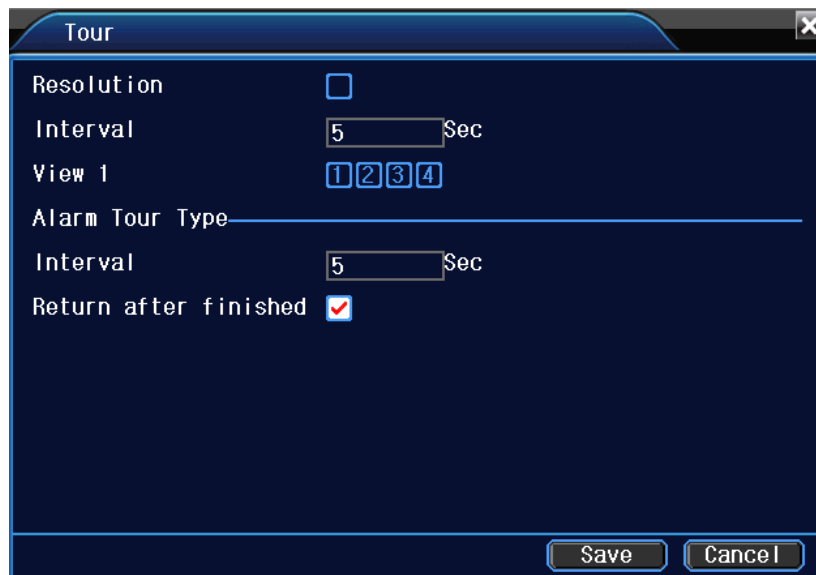 Tour
Resolution
Interval 5 Sec
View 1 1 2 3 4
Alarm Tour Type
Interval 5 Sec
Return after finished
Save Cancel